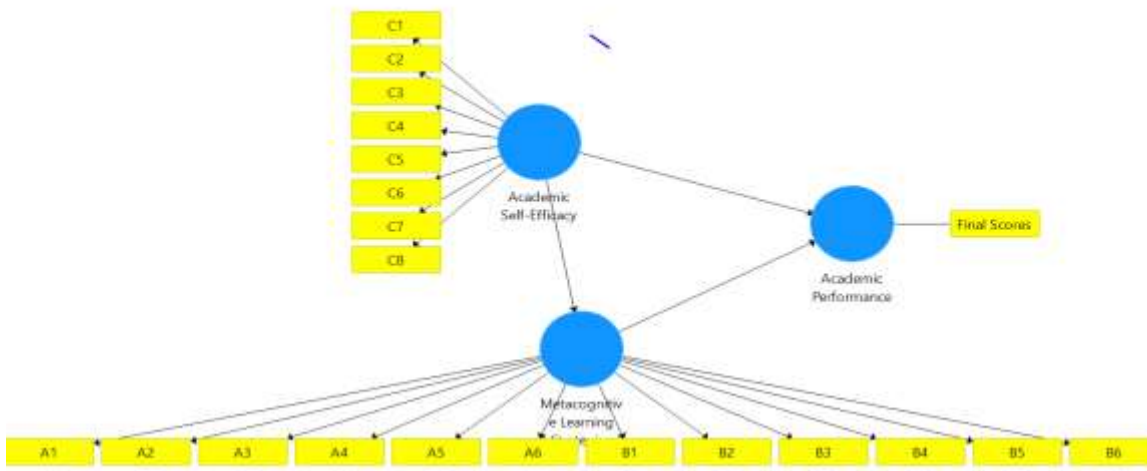 C1
C2
C3
C4
C5
C6
C7
C8
Academic
Self-Efficacy
Final Scores
Academic
Performance
Metacognitiv
e Learning
A1 A2 A3 A4 A5 A6 B1 B2 B3 B4 B5 B6